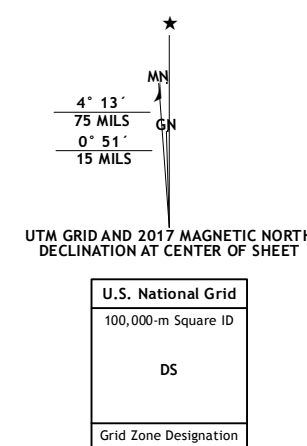 ★
MN
4° 13´
75 MILS
GN
0° 51´
15 MILS
UTM GRID AND 2017 MAGNETIC NORTH
DECLINATION AT CENTER OF SHEET
U.S. National Grid
100,000-m Square ID
DS
Grid Zone Designation